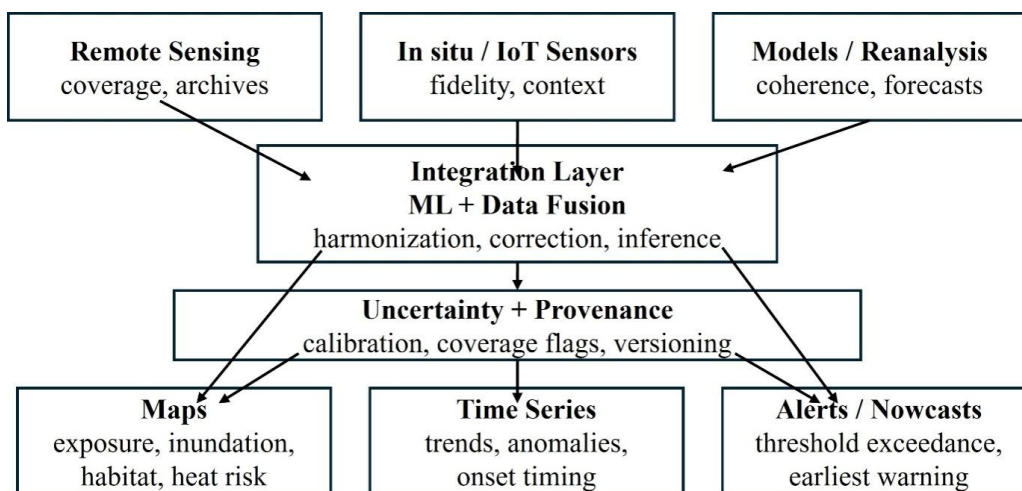 Remote Sensing
coverage, archives
In situ / IoT Sensors
fidelity, context
Models / Reanalysis
coherence, forecasts
Integration Layer
ML + Data Fusion
harmonization, correction, inference
Uncertainty + Provenance
calibration, coverage flags, versioning
Maps
exposure, inundation,
habitat, heat risk
Time Series
trends, anomalies,
onset timing
Alerts / Nowcasts
threshold exceedance,
earliest warning